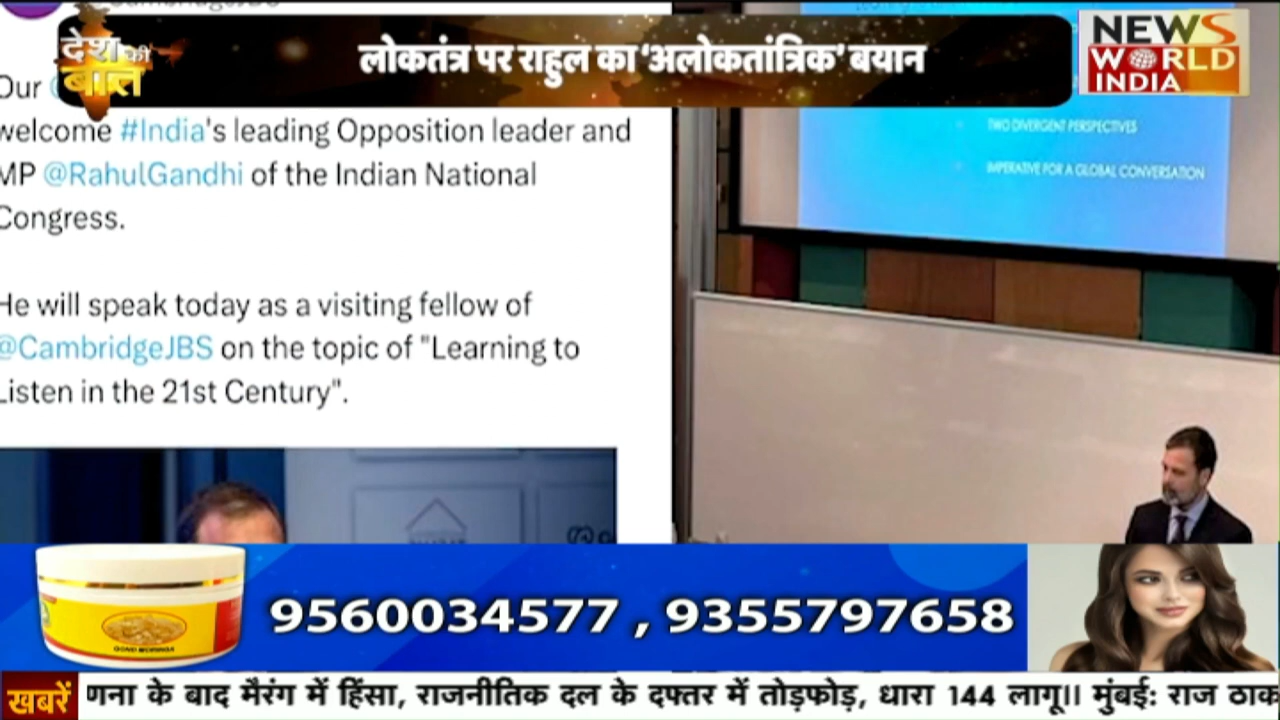 देश की
बात
लोकतंत्र पर राहुल का ‘अलोकतांत्रिक’ बयान
NEWS
WORLD
INDIA
Our
welcome #India's leading Opposition leader and
MP @RahulGandhi of the Indian National
Congress.
He will speak today as a visiting fellow of
@CambridgeJBS on the topic of "Learning to
Listen in the 21st Century".
TWO DIVERGENT PERSPECTIVES
IMPERATIVE FOR A GLOBAL CONVERSATION
GOND MORINGA
9560034577 , 9355797658
खबरें
णना के बाद मैरंग में हिंसा, राजनीतिक दल के दफ्तर में तोड़फोड़, धारा 144 लागू।। मुंबई: राज ठाक